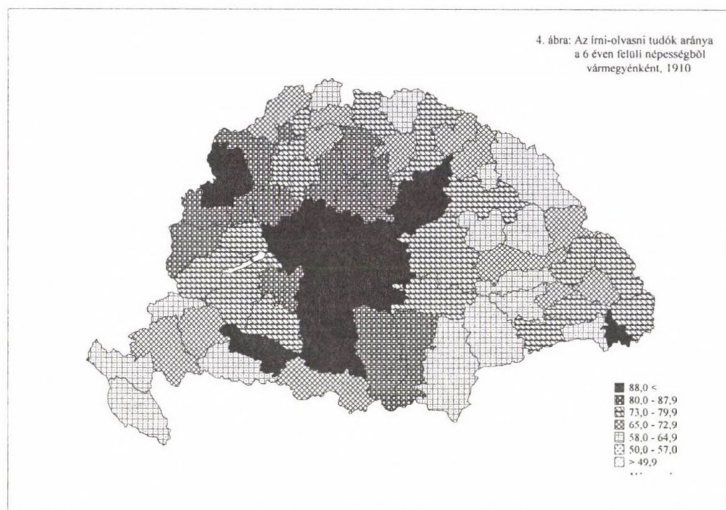 4. ábra: Az írni-olvasni tudók aránya
a 6 éven felüli népességből
vármegyénként, 1910
88,0 <
80,0 - 87,9
73,0 - 79,9
65,0 - 72,9
58,0 - 64,9
50,0 - 57,0
> 49,9